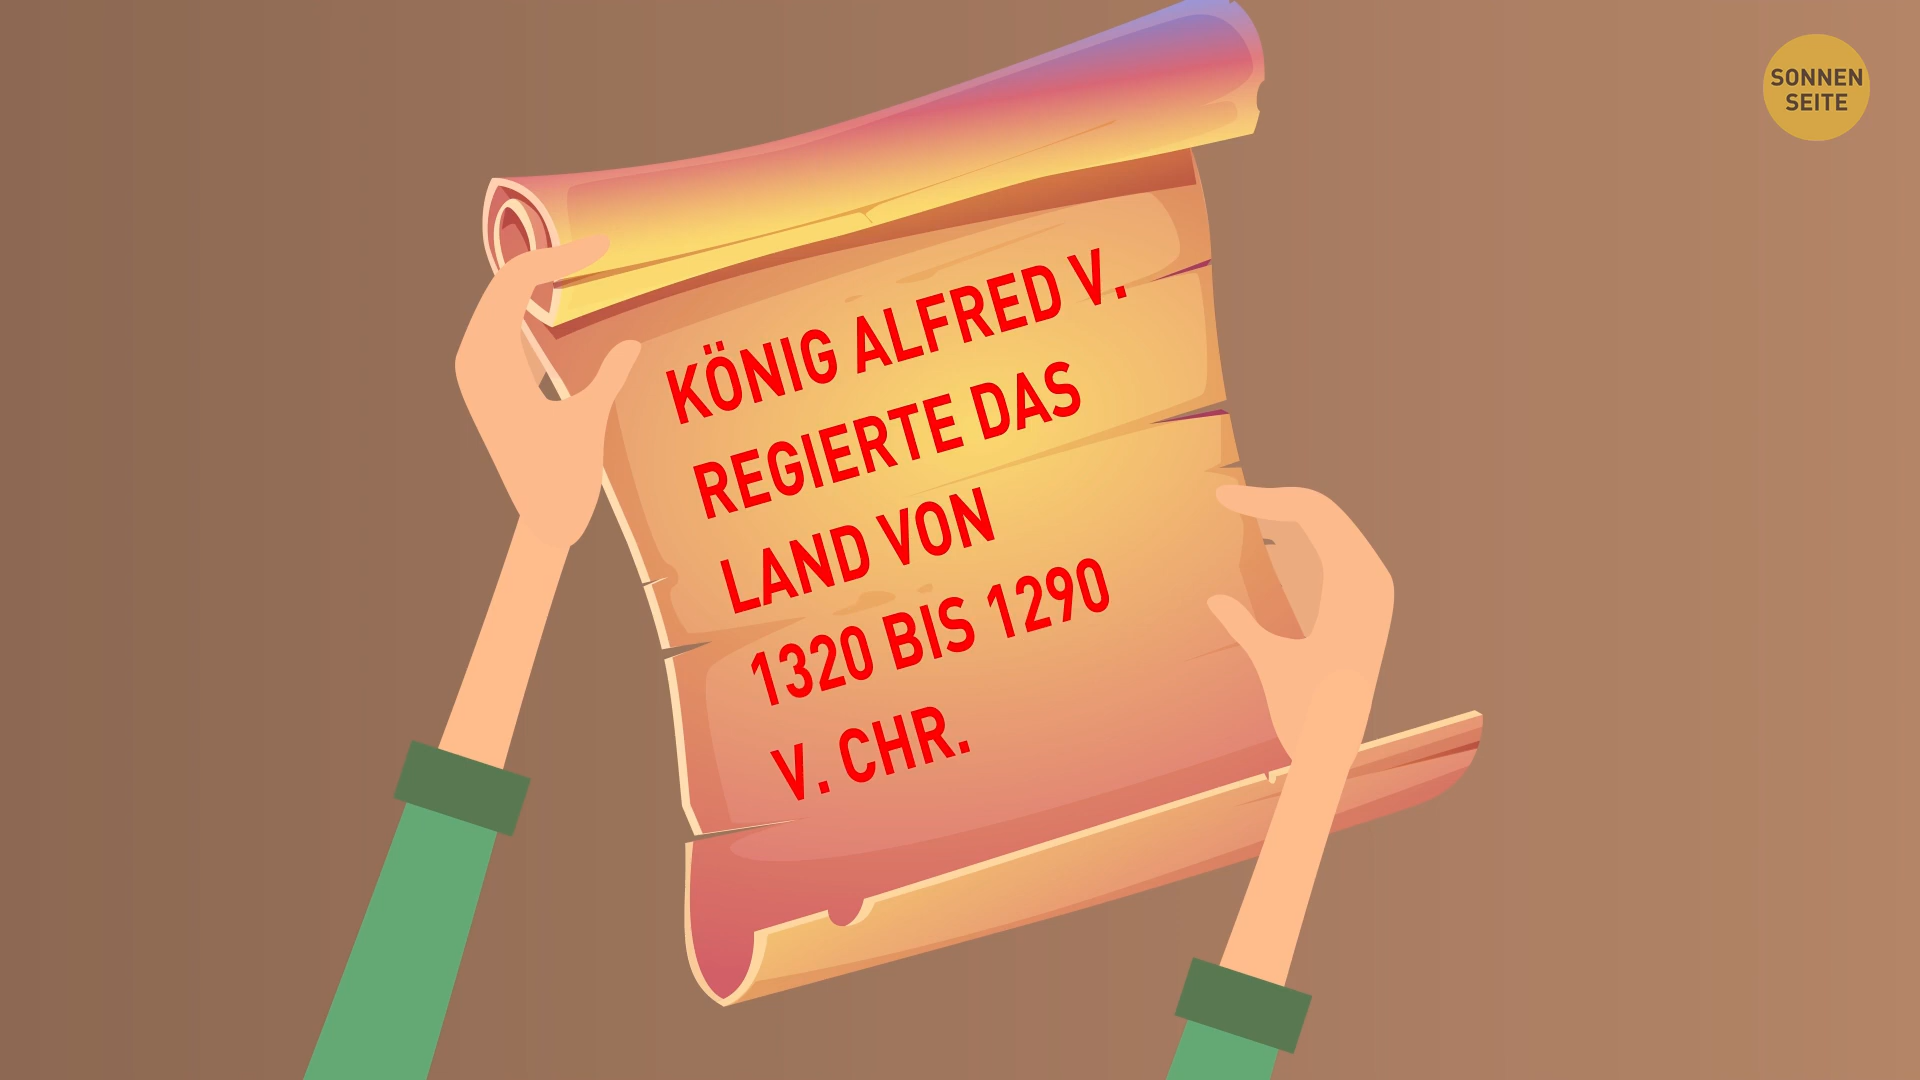 KÖNIG ALFRED V.
REGIERTE DAS
LAND VON
1320 BIS 1290
V. CHR.
SONNEN
SEITE